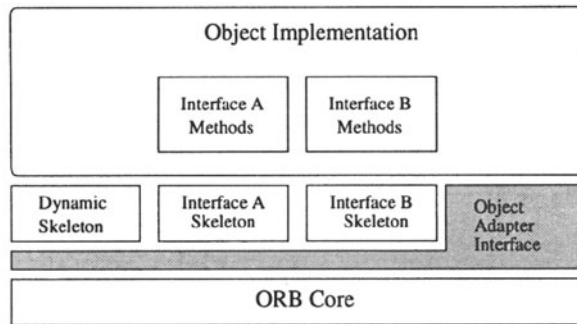 Object Implementation
Interface A
Methods
Interface B
Methods
Dynamic
Skeleton
Interface A
Skeleton
Interface B
Skeleton
Object
Adapter
Interface
ORB Core